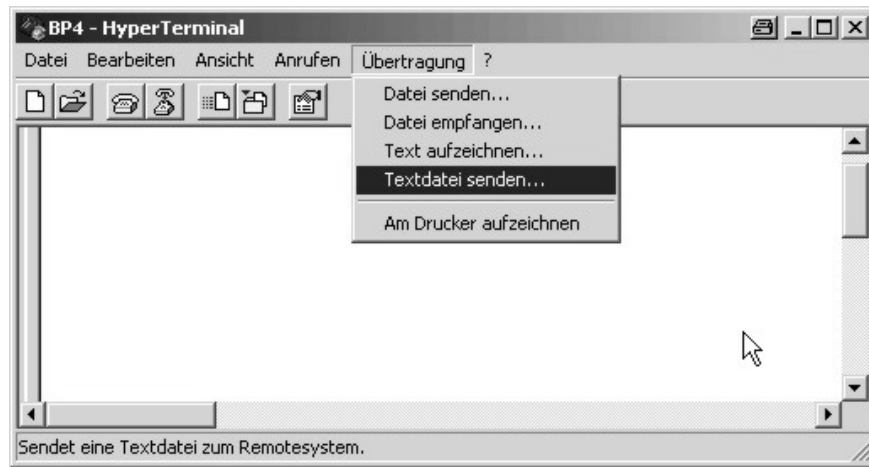 BP4 - HyperTerminal
Datei Bearbeiten Ansicht Anrufen Übertragung ?
Datei senden...
Datei empfangen...
Text aufzeichnen...
Textdatei senden...
Am Drucker aufzeichnen
Sendet eine Textdatei zum Remotesystem.